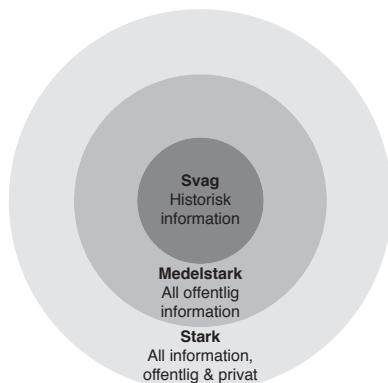 Svag
Historisk
information
Medelstark
All offentlig
information
Stark
All information,
offentlig & privat